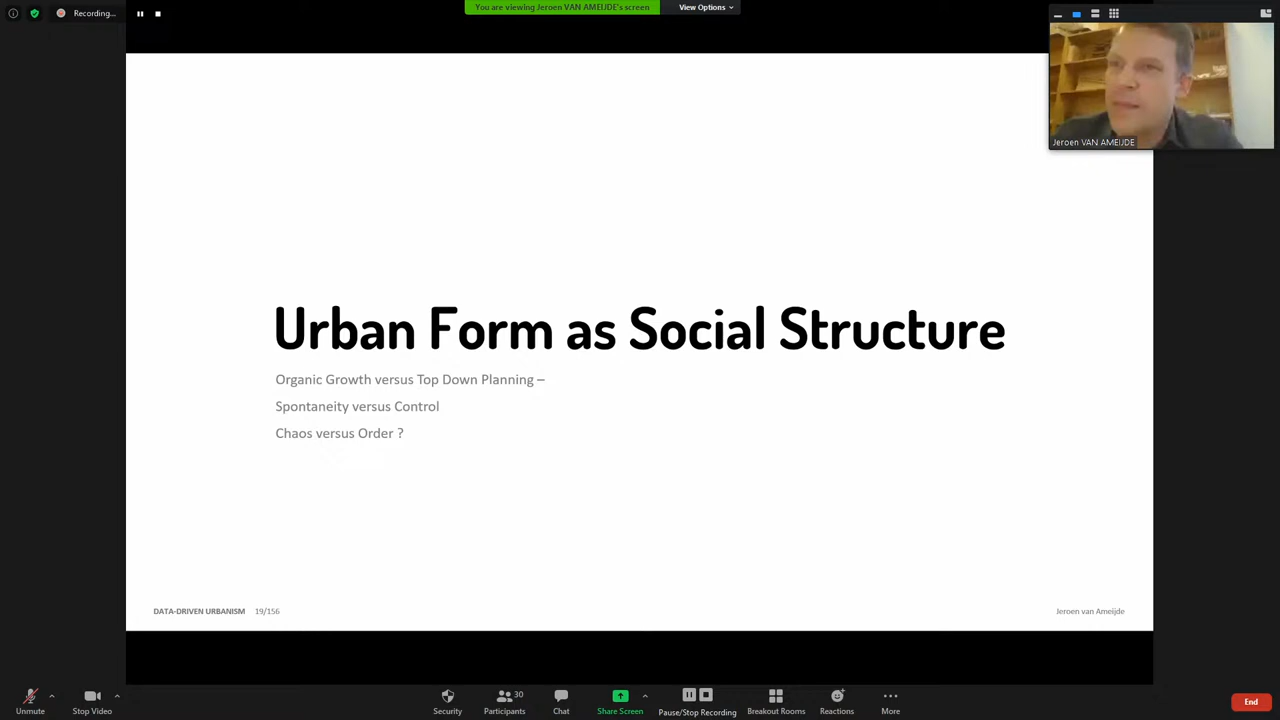 Recording...
You are viewing Jeroen VAN AMEIJDE's screen
View Options
Jeroen VAN AMEIJDE
Urban Form as Social Structure
Organic Growth versus Top Down Planning –
Spontaneity versus Control
Chaos versus Order ?
DATA-DRIVEN URBANISM 19/156
Jeroen van Ameijde
Unmute
Stop Video
Security
Participants 30
Chat
Share Screen
Pause/Stop Recording
Breakout Rooms
Reactions
More
End